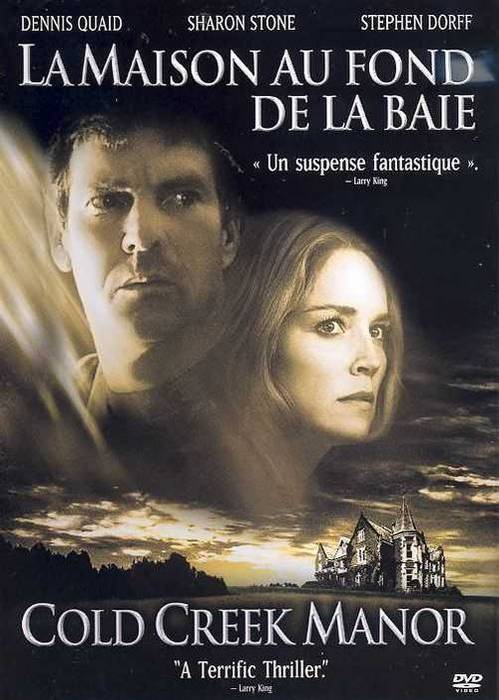 DENNIS QUAID SHARON STONE STEPHEN DORFF
LA MAISON AU FOND
DE LA BAIE
« Un suspense fantastique ».
– Larry King
COLD CREEK MANOR
"A Terrific Thriller."
– Larry King
DVD
VIDEO